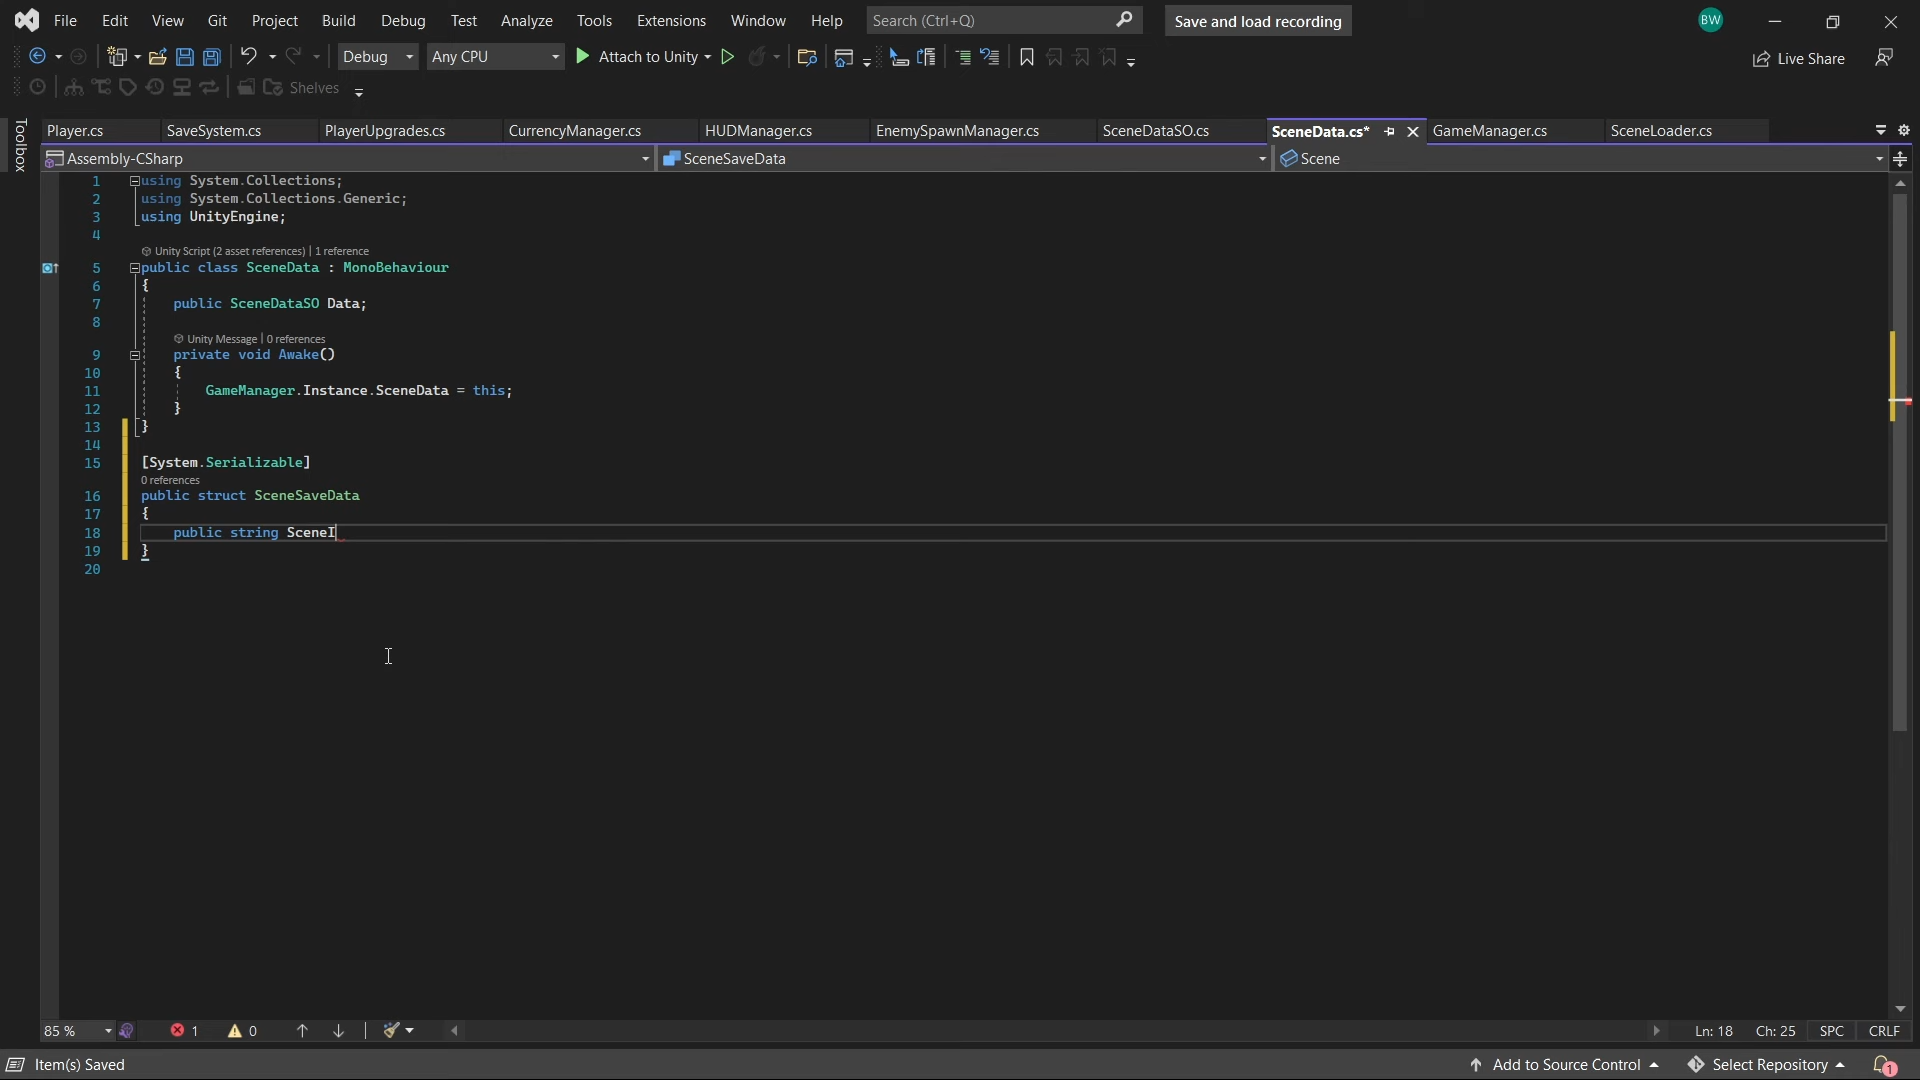 File Edit View Git Project Build Debug Test Analyze Tools Extensions Window Help Search (Ctrl+Q) Save and load recording BW
Debug Any CPU Attach to Unity Live Share
Shelves
Toolbox
Player.cs SaveSystem.cs PlayerUpgrades.cs CurrencyManager.cs HUDManager.cs EnemySpawnManager.cs SceneDataSO.cs SceneData.cs* GameManager.cs SceneLoader.cs
Assembly-CSharp SceneSaveData Scene
1 using System.Collections;
2 using System.Collections.Generic;
3 using UnityEngine;
4
Unity Script (2 asset references) | 1 reference
5 public class SceneData : MonoBehaviour
6 {
7 public SceneDataSO Data;
8
Unity Message | 0 references
9 private void Awake()
10 {
11 GameManager.Instance.SceneData = this;
12 }
13 }
14
15 [System.Serializable]
0 references
16 public struct SceneSaveData
17 {
18 public string SceneI
19 }
20
85 % 1 0 Ln: 18 Ch: 25 SPC CRLF
Item(s) Saved Add to Source Control Select Repository 1